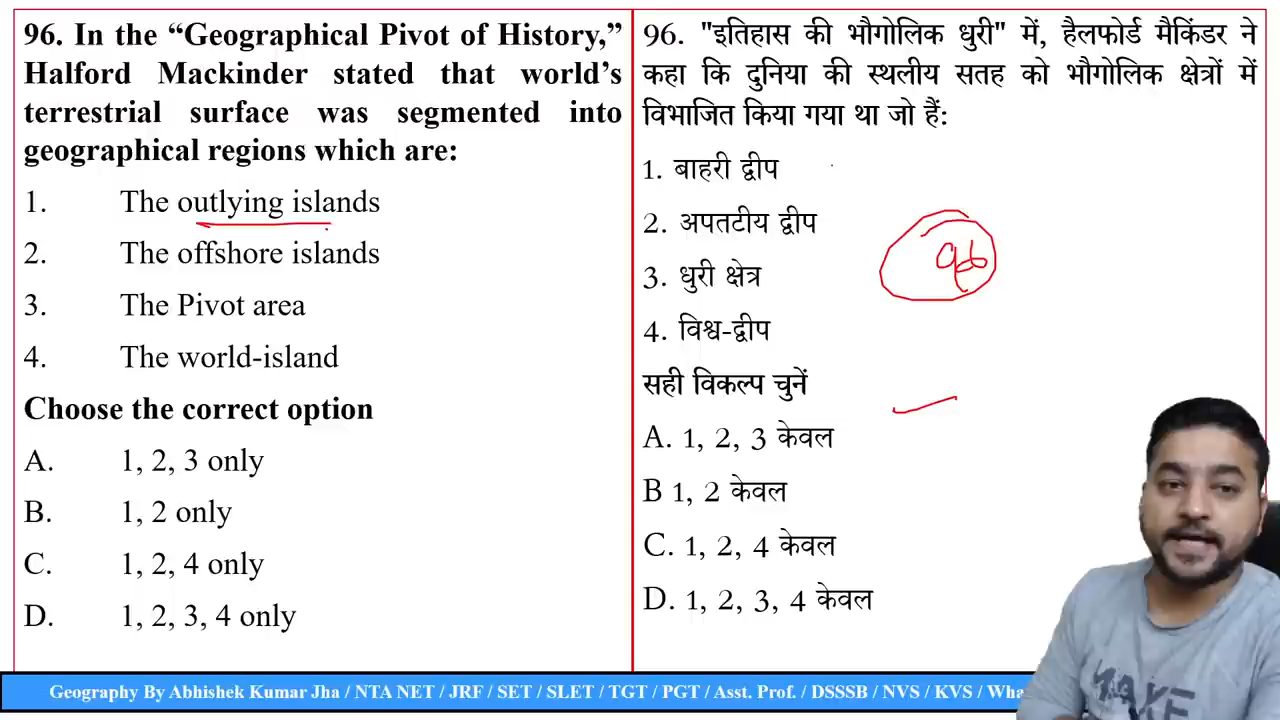 96. In the “Geographical Pivot of History,”
Halford Mackinder stated that world’s
terrestrial surface was segmented into
geographical regions which are:
1. The outlying islands
2. The offshore islands
3. The Pivot area
4. The world-island
Choose the correct option
A. 1, 2, 3 only
B. 1, 2 only
C. 1, 2, 4 only
D. 1, 2, 3, 4 only
96. "इतिहास की भौगोलिक धुरी" में, हैलफोर्ड मैकिंडर ने
कहा कि दुनिया की स्थलीय सतह को भौगोलिक क्षेत्रों में
विभाजित किया गया था जो हैं:
1. बाहरी द्वीप
2. अपतटीय द्वीप
3. धुरी क्षेत्र
4. विश्व-द्वीप
सही विकल्प चुनें
A. 1, 2, 3 केवल
B 1, 2 केवल
C. 1, 2, 4 केवल
D. 1, 2, 3, 4 केवल
96
Geography By Abhishek Kumar Jha / NTA NET / JRF / SET / SLET / TGT / PGT / Asst. Prof. / DSSSB / NVS / KVS /
MAKE